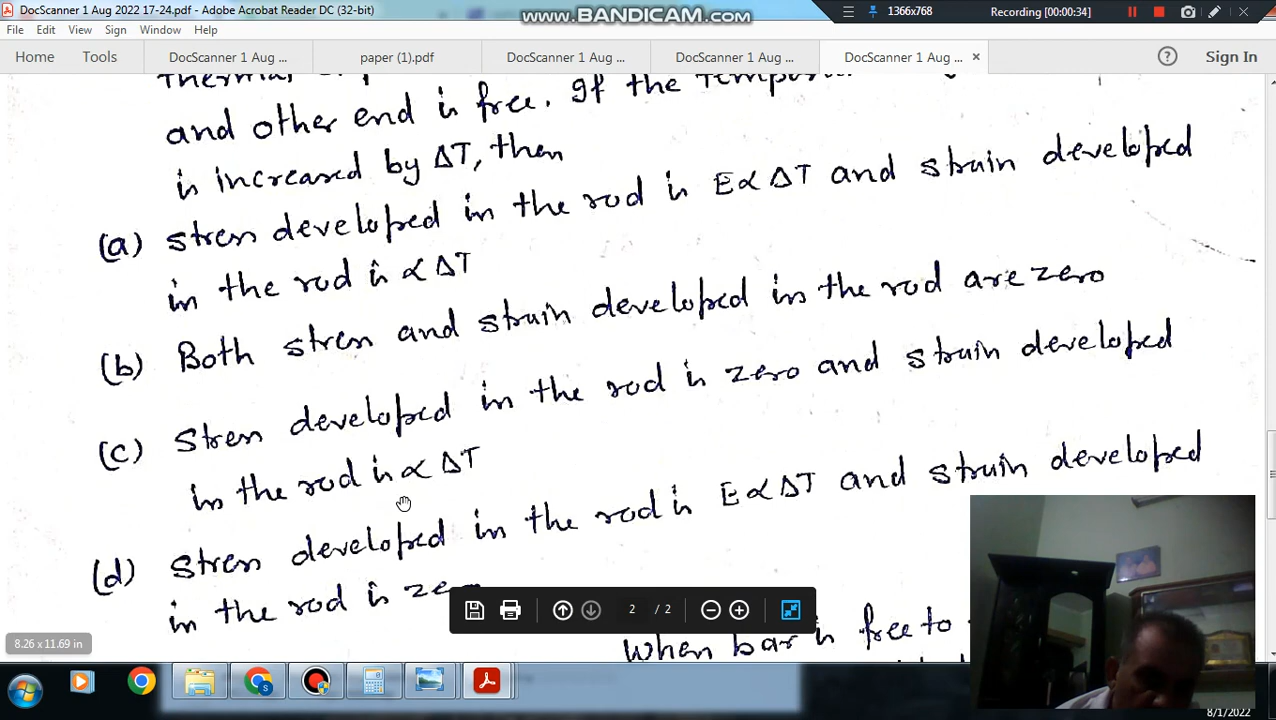 DocScanner 1 Aug 2022 17-24.pdf - Adobe Acrobat Reader DC (32-bit)
www.BANDICAM.com
1366x768
Recording [00:00:34]
File Edit View Sign Window Help
Home Tools DocScanner 1 Aug ... paper (1).pdf DocScanner 1 Aug ... DocScanner 1 Aug ... DocScanner 1 Aug ... × ? Sign In
thermal
and other end is free. If the
is increased by ΔT, then
(a) Stress developed in the rod is E∝ΔT and strain developed
in the rod is ∝ΔT
(b) Both stress and strain developed in the rod are zero
(c) Stress developed in the rod is zero and strain developed
in the rod is ∝ΔT
(d) Stress developed in the rod is E∝ΔT and strain developed
in the rod is zero
2 / 2
When bar is free to
8.26 x 11.69 in
8/1/2022